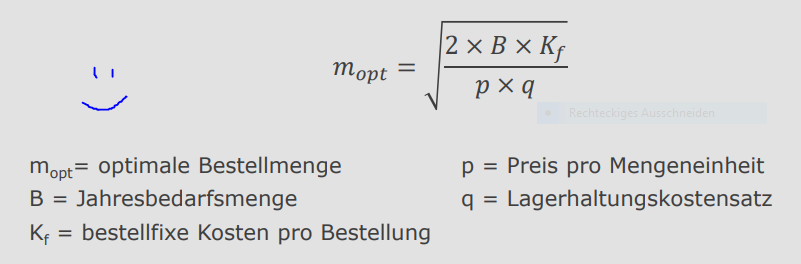 m_opt = √((2 × B × K_f) / (p × q))
Rechteckiges Ausschneiden
m_opt= optimale Bestellmenge
p = Preis pro Mengeneinheit
B = Jahresbedarfsmenge
q = Lagerhaltungskostensatz
K_f = bestellfixe Kosten pro Bestellung